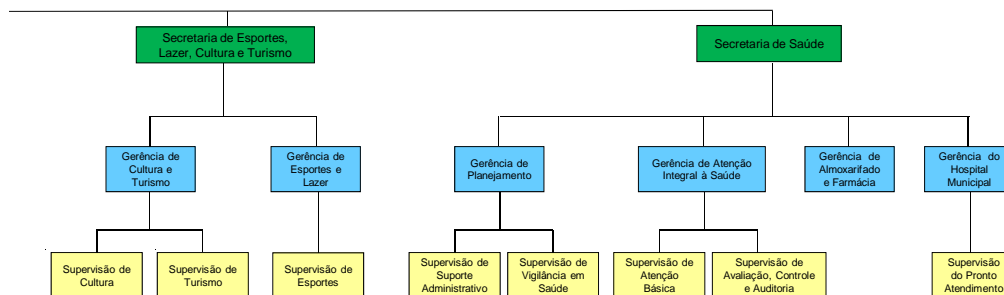 Secretaria de Esportes,
Lazer, Cultura e Turismo
Secretaria de Saúde
Gerência de
Cultura e
Turismo
Gerência de
Esportes e
Lazer
Gerência de
Planejamento
Gerência de Atenção
Integral à Saúde
Gerência de
Almoxarifado
e Farmácia
Gerência do
Hospital
Municipal
Supervisão de
Cultura
Supervisão de
Turismo
Supervisão de
Esportes
Supervisão de
Suporte
Administrativo
Supervisão de
Vigilância em
Saúde
Supervisão de
Atenção
Básica
Supervisão de
Avaliação, Controle
e Auditoria
Supervisão
do Pronto
Atendimento